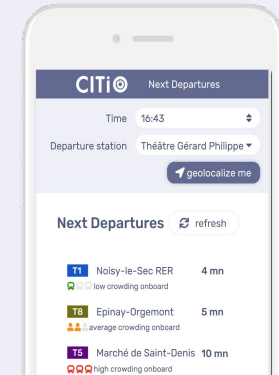 CiTiO Next Departures
Time 16:43
Departure station Théâtre Gérard Philippe
geolocalize me
Next Departures refresh
T1 Noisy-le-Sec RER 4 mn
low crowding onboard
T8 Epinay-Orgemont 5 mn
average crowding onboard
T5 Marché de Saint-Denis 10 mn
high crowding onboard